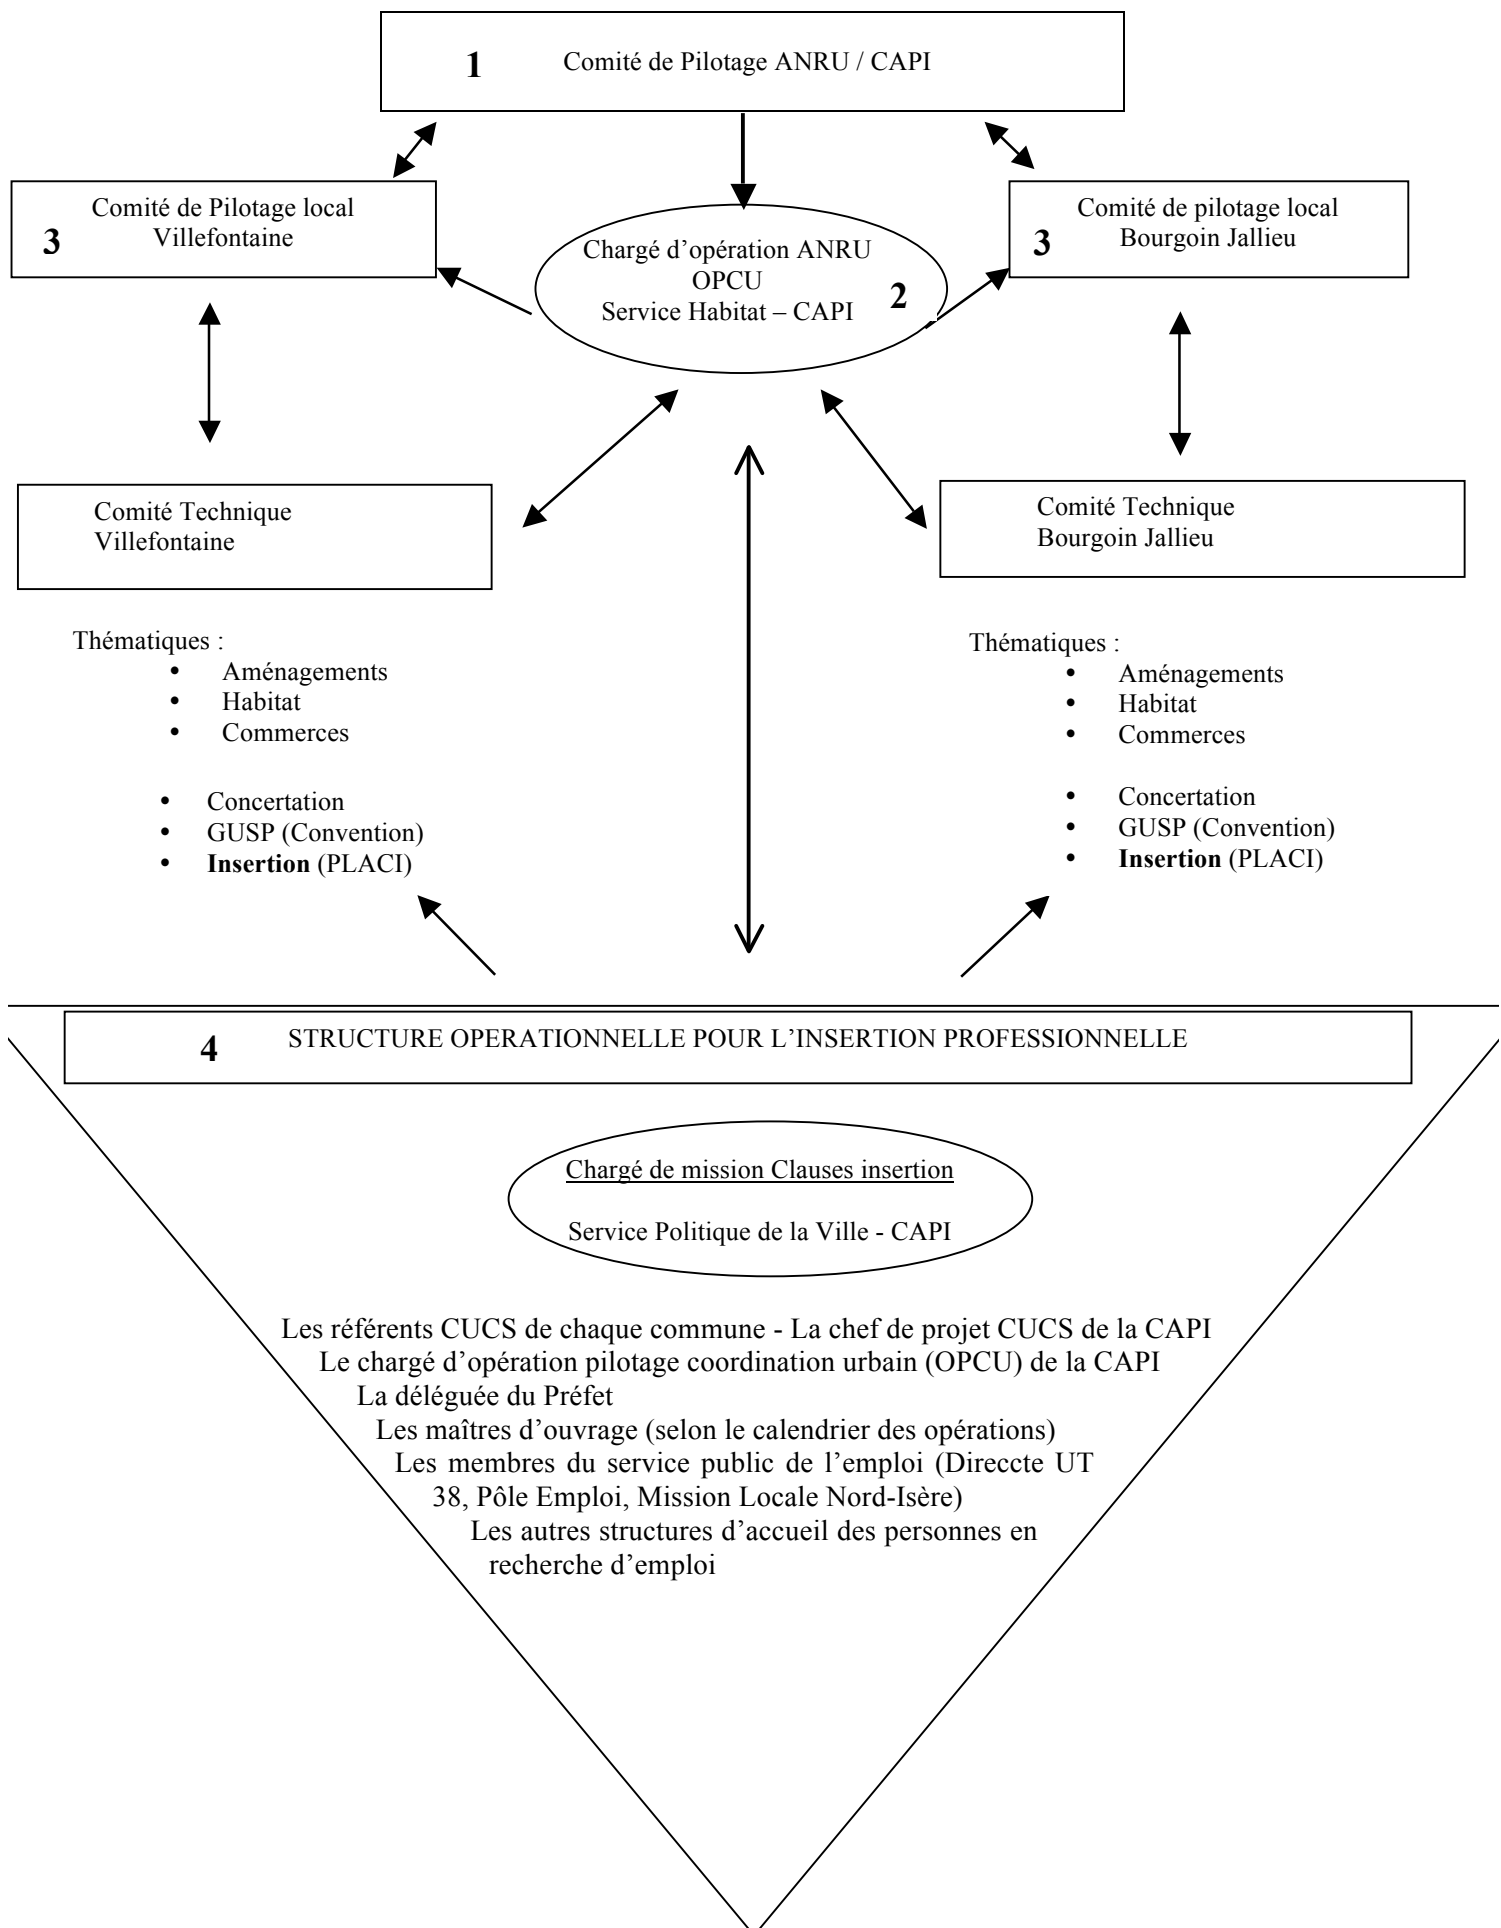 1 Comité de Pilotage ANRU / CAPI
Comité de Pilotage local
Villefontaine
3
Chargé d’opération ANRU
OPCU
Service Habitat – CAPI
2
Comité de pilotage local
Bourgoin Jallieu
3
Comité Technique
Villefontaine
Comité Technique
Bourgoin Jallieu
Thématiques :
• Aménagements
• Habitat
• Commerces
• Concertation
• GUSP (Convention)
• Insertion (PLACI)
Thématiques :
• Aménagements
• Habitat
• Commerces
• Concertation
• GUSP (Convention)
• Insertion (PLACI)
4 STRUCTURE OPERATIONNELLE POUR L’INSERTION PROFESSIONNELLE
Chargé de mission Clauses insertion
Service Politique de la Ville - CAPI
Les référents CUCS de chaque commune - La chef de projet CUCS de la CAPI
Le chargé d’opération pilotage coordination urbain (OPCU) de la CAPI
La déléguée du Préfet
Les maîtres d’ouvrage (selon le calendrier des opérations)
Les membres du service public de l’emploi (Direccte UT
38, Pôle Emploi, Mission Locale Nord-Isère)
Les autres structures d’accueil des personnes en
recherche d’emploi